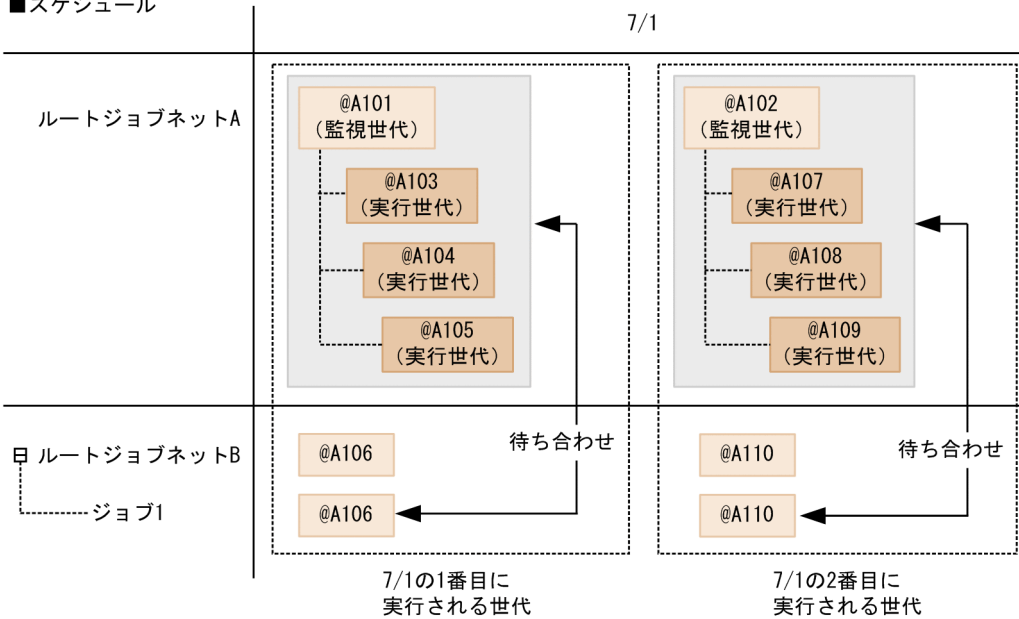 ■スケジュール
7/1
ルートジョブネットA
@A101
（監視世代）
@A103
（実行世代）
@A104
（実行世代）
@A105
（実行世代）
@A102
（監視世代）
@A107
（実行世代）
@A108
（実行世代）
@A109
（実行世代）
ルートジョブネットB
@A106
待ち合わせ
@A110
待ち合わせ
ジョブ1
@A106
@A110
7/1の1番目に
実行される世代
7/1の2番目に
実行される世代